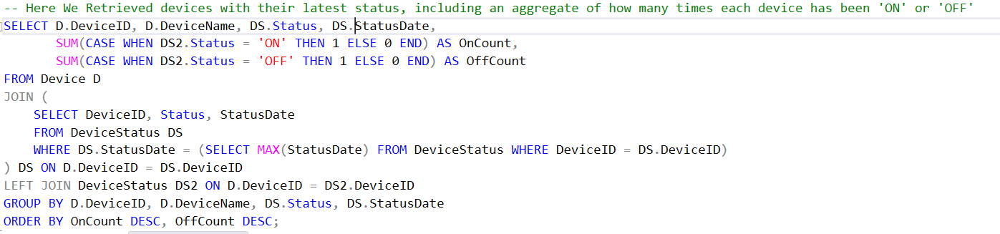 -- Here We Retrieved devices with their latest status, including an aggregate of how many times each device has been 'ON' or 'OFF'
SELECT D.DeviceID, D.DeviceName, DS.Status, DS.StatusDate,
       SUM(CASE WHEN DS2.Status = 'ON' THEN 1 ELSE 0 END) AS OnCount,
       SUM(CASE WHEN DS2.Status = 'OFF' THEN 1 ELSE 0 END) AS OffCount
FROM Device D
JOIN (
    SELECT DeviceID, Status, StatusDate
    FROM DeviceStatus DS
    WHERE DS.StatusDate = (SELECT MAX(StatusDate) FROM DeviceStatus WHERE DeviceID = DS.DeviceID)
) DS ON D.DeviceID = DS.DeviceID
LEFT JOIN DeviceStatus DS2 ON D.DeviceID = DS2.DeviceID
GROUP BY D.DeviceID, D.DeviceName, DS.Status, DS.StatusDate
ORDER BY OnCount DESC, OffCount DESC;